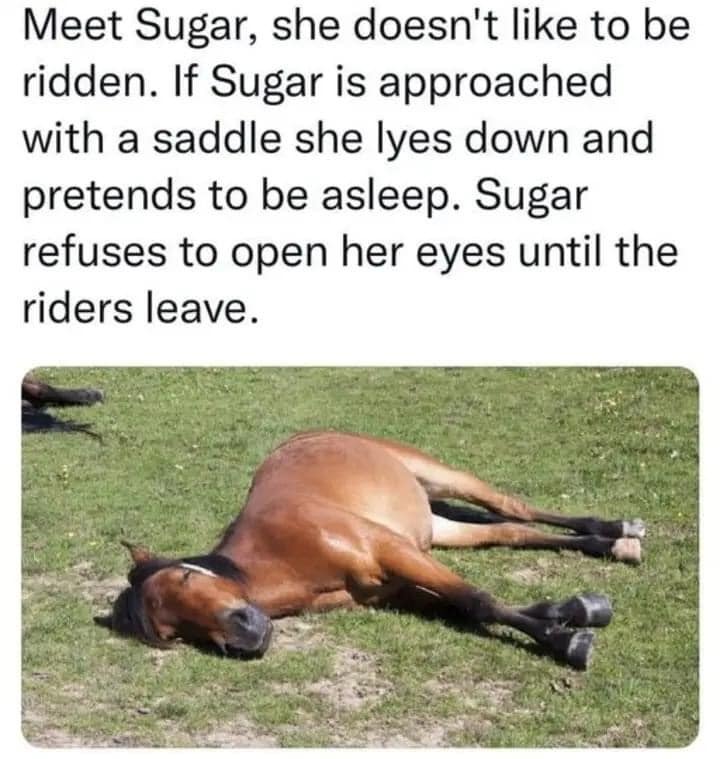 Meet Sugar, she doesn't like to be
ridden. If Sugar is approached
with a saddle she lyes down and
pretends to be asleep. Sugar
refuses to open her eyes until the
riders leave.